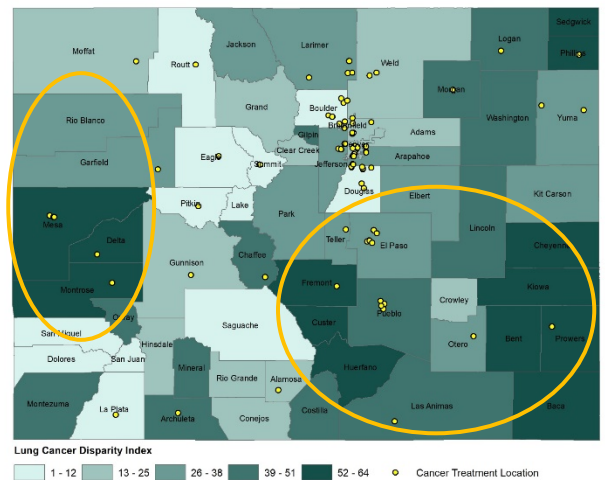 Sedgwick
Logan
Moffat
Jackson
Larimer
Routt
Weld
Phillips
Grand
Morgan
Boulder
Washington
Yuma
Rio Blanco
Gilpin
Adams
Garfield
Eagle
Summit
Clear Creek
Jefferson
Arapahoe
Douglas
Pitkin
Lake
Elbert
Kit Carson
Park
Mesa
Delta
Teller
El Paso
Lincoln
Cheyenne
Chaffee
Gunnison
Fremont
Kiowa
Montrose
Crowley
Pueblo
Ouray
Saguache
Custer
Otero
Bent
Prowers
San Miguel
Hinsdale
Dolores
San Juan
Huerfano
Mineral
Rio Grande
Alamosa
Montezuma
La Plata
Archuleta
Conejos
Costilla
Las Animas
Baca
Lung Cancer Disparity Index
1 - 12 13 - 25 26 - 38 39 - 51 52 - 64 Cancer Treatment Location